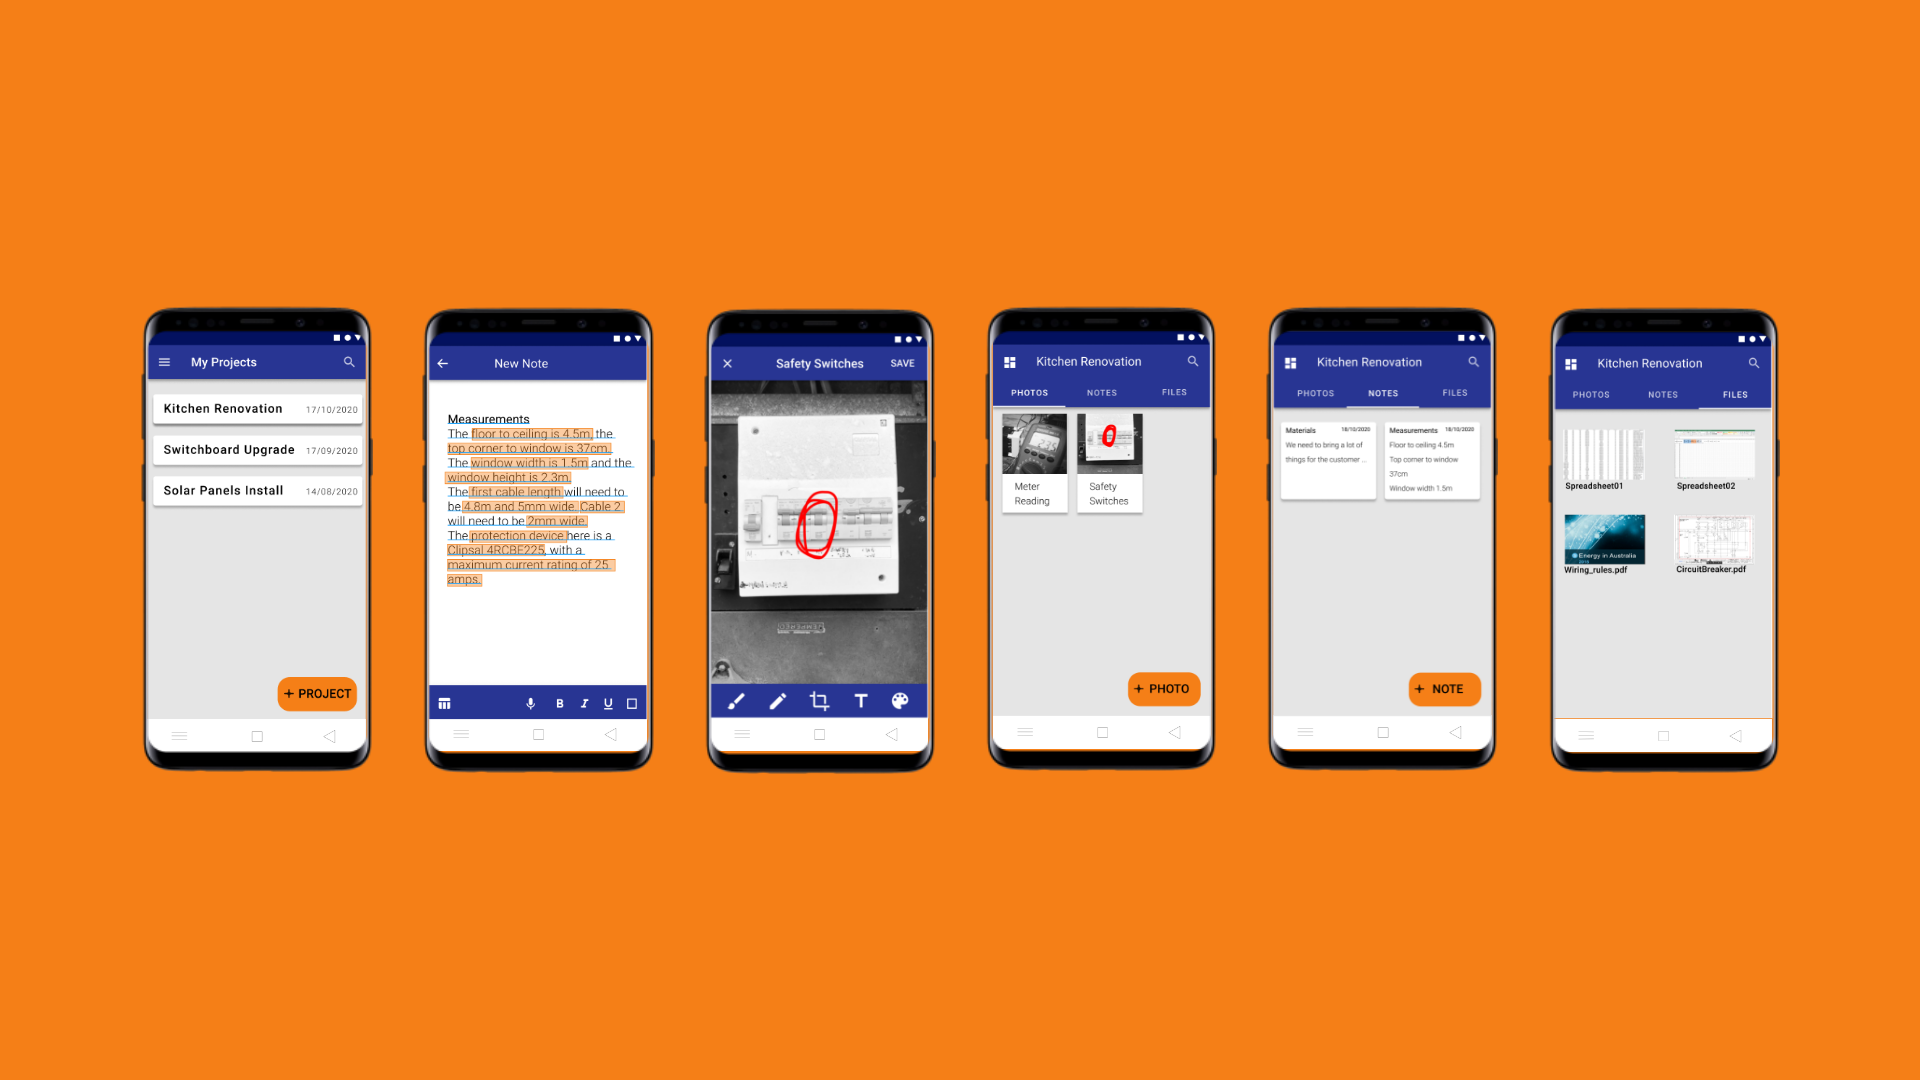 My Projects
Kitchen Renovation 17/10/2020
Switchboard Upgrade 17/09/2020
Solar Panels Install 14/08/2020
+ PROJECT
New Note
Measurements
The floor to ceiling is 4.5m, the
top corner to window is 37cm.
The window width is 1.5m and the
window height is 2.3m.
The first cable length will need to
be 4.8m and 5mm wide. Cable 2
will need to be 2mm wide.
The protection device here is a
Clipsal 4RCBE225, with a
maximum current rating of 25
amps.
B I U
Safety Switches SAVE
T
Kitchen Renovation
PHOTOS NOTES FILES
Meter
Reading
Safety
Switches
+ PHOTO
Kitchen Renovation
PHOTOS NOTES FILES
Materials 18/10/2020
We need to bring a lot of
things for the customer ...
Measurements 18/10/2020
Floor to ceiling 4.5m
Top corner to window
37cm
Window width 1.5m
+ NOTE
Kitchen Renovation
PHOTOS NOTES FILES
Spreadsheet01
Spreadsheet02
Energy in Australia
Wiring_rules.pdf
CircuitBreaker.pdf